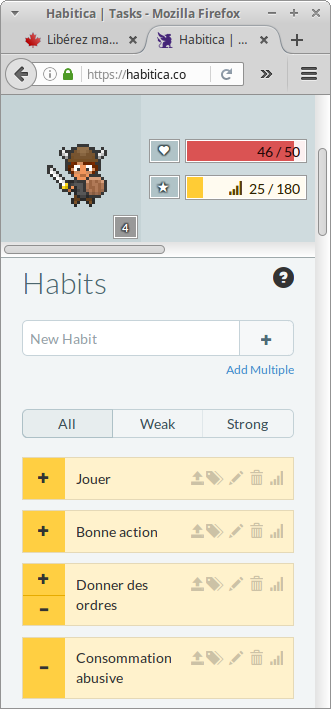 Habitica | Tasks - Mozilla Firefox
Libérez ma...
Habitica | ...
https://habitica.co
46 / 50
25 / 180
4
Habits
?
New Habit
+
Add Multiple
All Weak Strong
+ Jouer
+ Bonne action
+
Donner des
ordres
−
Consommation
abusive
−